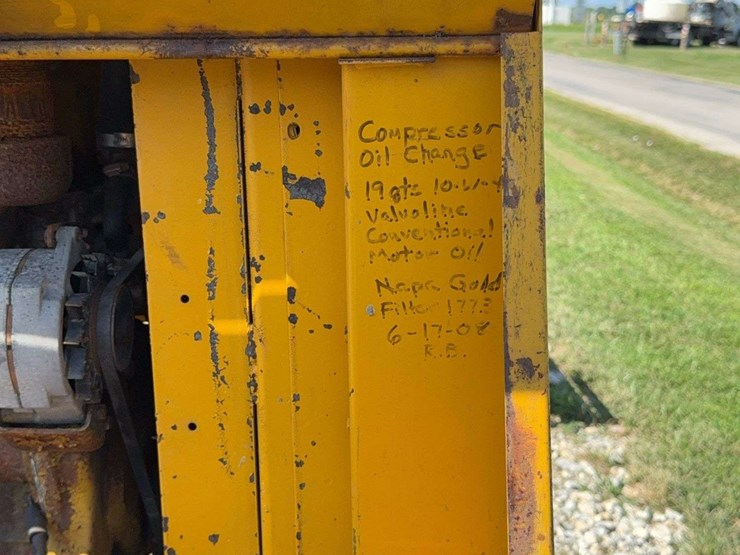 Compressor
Oil Change
19 qts 10-W-
Valvoline
Conventional
Motor Oil
Napa Gold
Filter 1773
6-17-08
R.B.